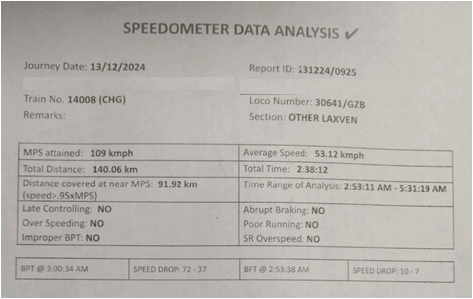 SPEEDOMETER DATA ANALYSIS ✓
Journey Date: 13/12/2024 Report ID: 131224/0925
Train No. 14008 (CHG) Loco Number: 30641/GZB
Remarks: Section: OTHER LAXVEN
MPS attained: 109 kmph Average Speed: 53.12 kmph
Total Distance: 140.06 km Total Time: 2:38:12
Distance covered at near MPS: 91.92 km Time Range of Analysis: 2:53:11 AM - 5:31:19 AM
(speed>.95xMPS)
Late Controlling: NO Abrupt Braking: NO
Over Speeding: NO Poor Running: NO
Improper BPT: NO SR Overspeed: NO
BPT @ 3:00:34 AM SPEED DROP: 72 - 37 BFT @ 2:53:38 AM SPEED DROP: 10 - 7